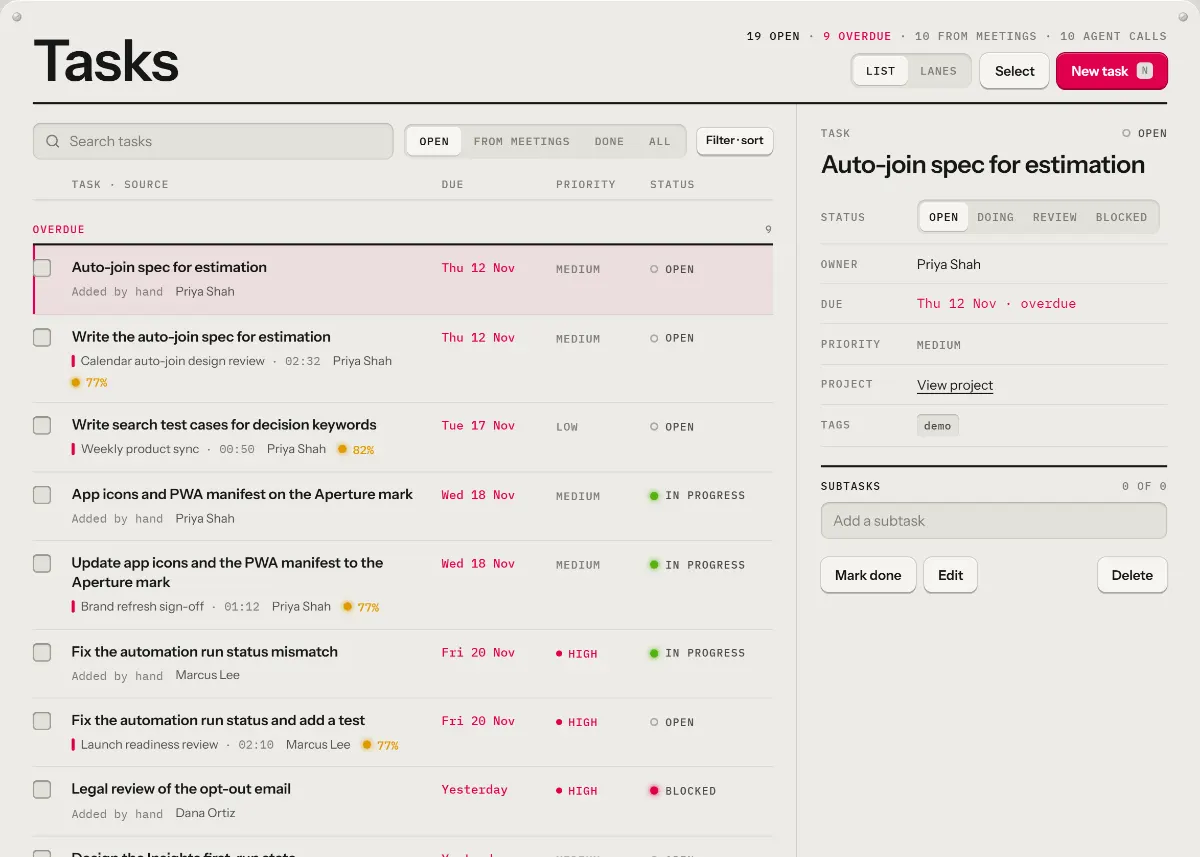 Tasks
19 OPEN · 9 OVERDUE · 10 FROM MEETINGS · 10 AGENT CALLS
LIST LANES Select New task N
Search tasks
OPEN FROM MEETINGS DONE ALL Filter·sort
TASK · SOURCE DUE PRIORITY STATUS
OVERDUE 9
Auto-join spec for estimation Thu 12 Nov MEDIUM OPEN
Added by hand Priya Shah
Write the auto-join spec for estimation Thu 12 Nov MEDIUM OPEN
Calendar auto-join design review · 02:32 Priya Shah
77%
Write search test cases for decision keywords Tue 17 Nov LOW OPEN
Weekly product sync · 00:50 Priya Shah 82%
App icons and PWA manifest on the Aperture mark Wed 18 Nov MEDIUM IN PROGRESS
Added by hand Priya Shah
Update app icons and the PWA manifest to the Wed 18 Nov MEDIUM IN PROGRESS
Aperture mark
Brand refresh sign-off · 01:12 Priya Shah 77%
Fix the automation run status mismatch Fri 20 Nov HIGH IN PROGRESS
Added by hand Marcus Lee
Fix the automation run status and add a test Fri 20 Nov HIGH OPEN
Launch readiness review · 02:10 Marcus Lee 77%
Legal review of the opt-out email Yesterday HIGH BLOCKED
Added by hand Dana Ortiz
TASK OPEN
Auto-join spec for estimation
STATUS OPEN DOING REVIEW BLOCKED
OWNER Priya Shah
DUE Thu 12 Nov · overdue
PRIORITY MEDIUM
PROJECT View project
TAGS demo
SUBTASKS 0 OF 0
Add a subtask
Mark done Edit Delete